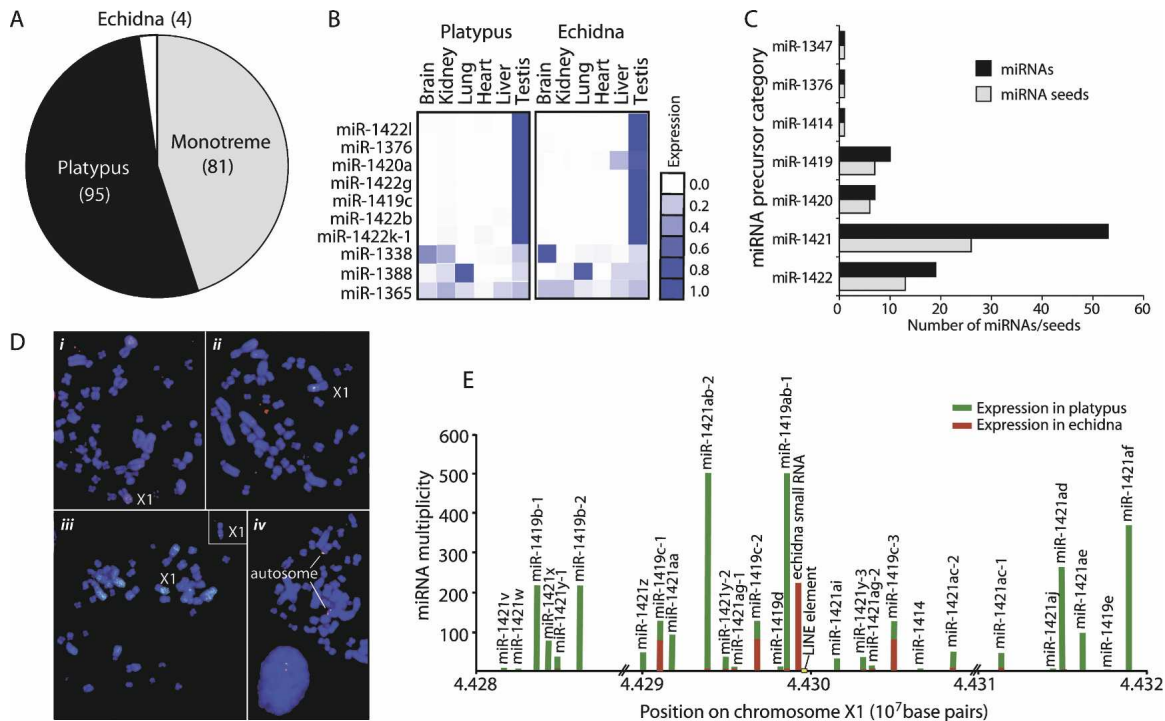 A
Echidna (4)
Platypus
(95)
Monotreme
(81)
B
Platypus
Echidna
Brain
Kidney
Lung
Heart
Liver
Testis
Brain
Kidney
Lung
Heart
Liver
Testis
miR-1422l
miR-1376
miR-1420a
miR-1422g
miR-1419c
miR-1422b
miR-1422k-1
miR-1338
miR-1388
miR-1365
Expression
0.0
0.2
0.4
0.6
0.8
1.0
C
miRNA precursor category
miR-1347
miR-1376
miR-1414
miR-1419
miR-1420
miR-1421
miR-1422
miRNAs
miRNA seeds
0
10
20
30
40
50
60
Number of miRNAs/seeds
D
i
X1
ii
X1
iii
X1
X1
iv
autosome
E
Expression in platypus
Expression in echidna
miRNA multiplicity
600
500
400
300
200
100
miR-1421v
miR-1421w
miR-1419b-1
miR-1421x
miR-1421y-1
miR-1419b-2
miR-1421z
miR-1419c-1
miR-1421aa
miR-1421ab-2
miR-1421y-2
miR-1421ag-1
miR-1419c-2
miR-1419d
miR-1419ab-1
echidna small RNA
LINE element
miR-1421ai
miR-1421y-3
miR-1421ag-2
miR-1419c-3
miR-1414
miR-1421ac-2
miR-1421ac-1
miR-1421aj
miR-1421ad
miR-1421ae
miR-1419e
miR-1421af
4.428
4.429
4.430
4.431
4.432
Position on chromosome X1 (10⁷base pairs)